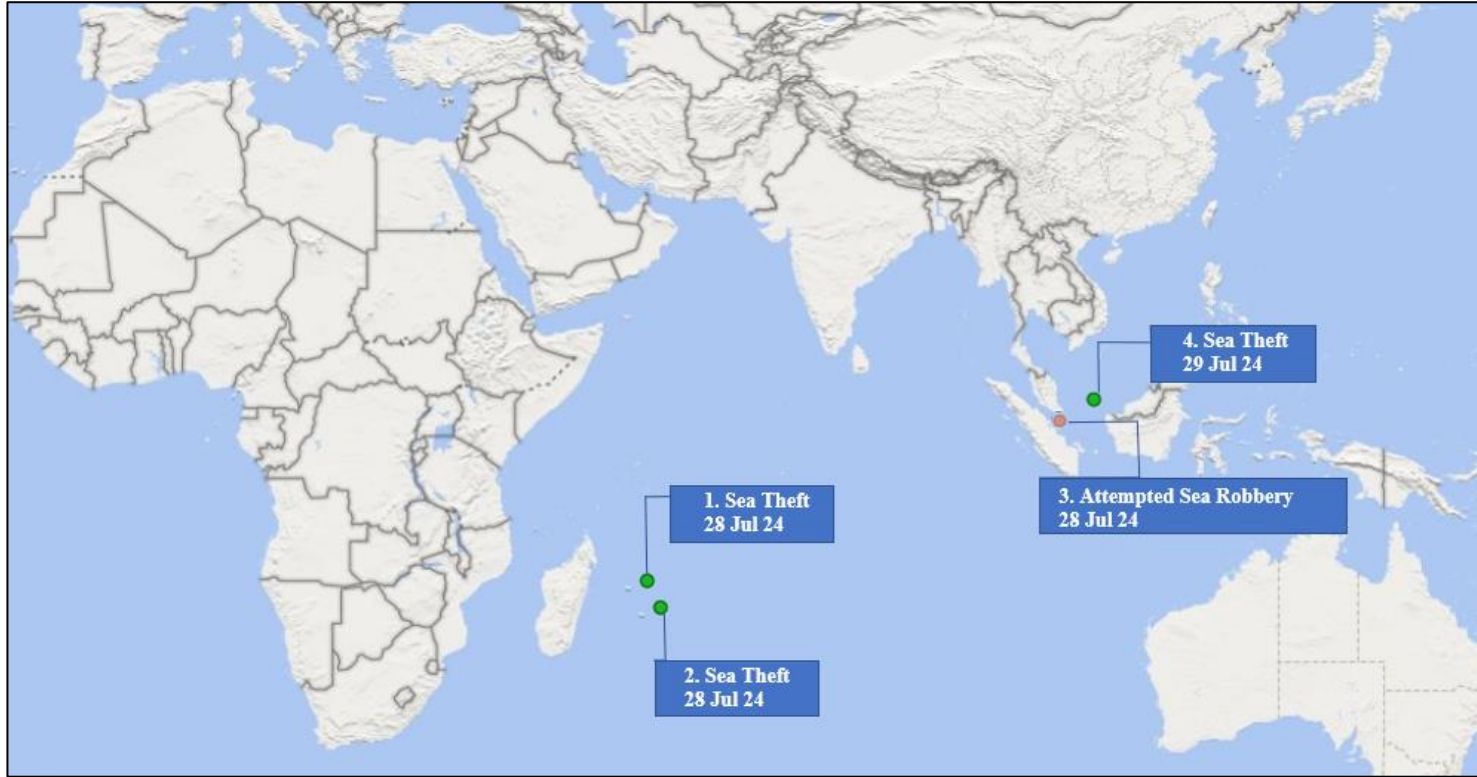 4. Sea Theft
29 Jul 24
1. Sea Theft
28 Jul 24
3. Attempted Sea Robbery
28 Jul 24
2. Sea Theft
28 Jul 24